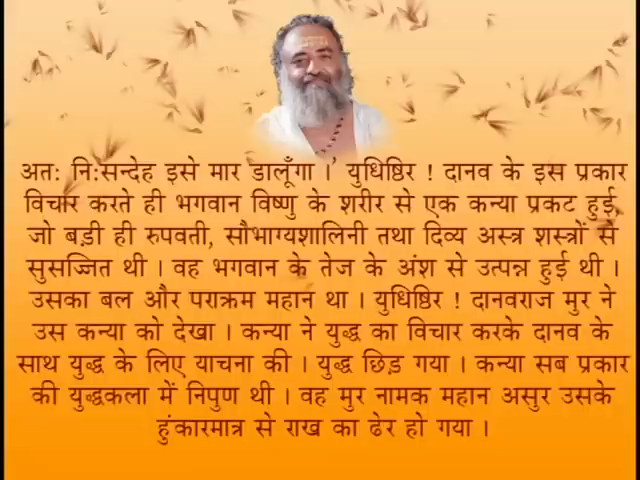 अतः निःसन्देह इसे मार डालूँगा ।' युधिष्ठिर ! दानव के इस प्रकार
विचार करते ही भगवान विष्णु के शरीर से एक कन्या प्रकट हुई,
जो बड़ी ही रुपवती, सौभाग्यशालिनी तथा दिव्य अस्त्र शस्त्रों से
सुसज्जित थी । वह भगवान के तेज के अंश से उत्पन्न हुई थी ।
उसका बल और पराक्रम महान था । युधिष्ठिर ! दानवराज मुर ने
उस कन्या को देखा । कन्या ने युद्ध का विचार करके दानव के
साथ युद्ध के लिए याचना की । युद्ध छिड़ गया । कन्या सब प्रकार
की युद्धकला में निपुण थी । वह मुर नामक महान असुर उसके
हुंकारमात्र से राख का ढेर हो गया ।